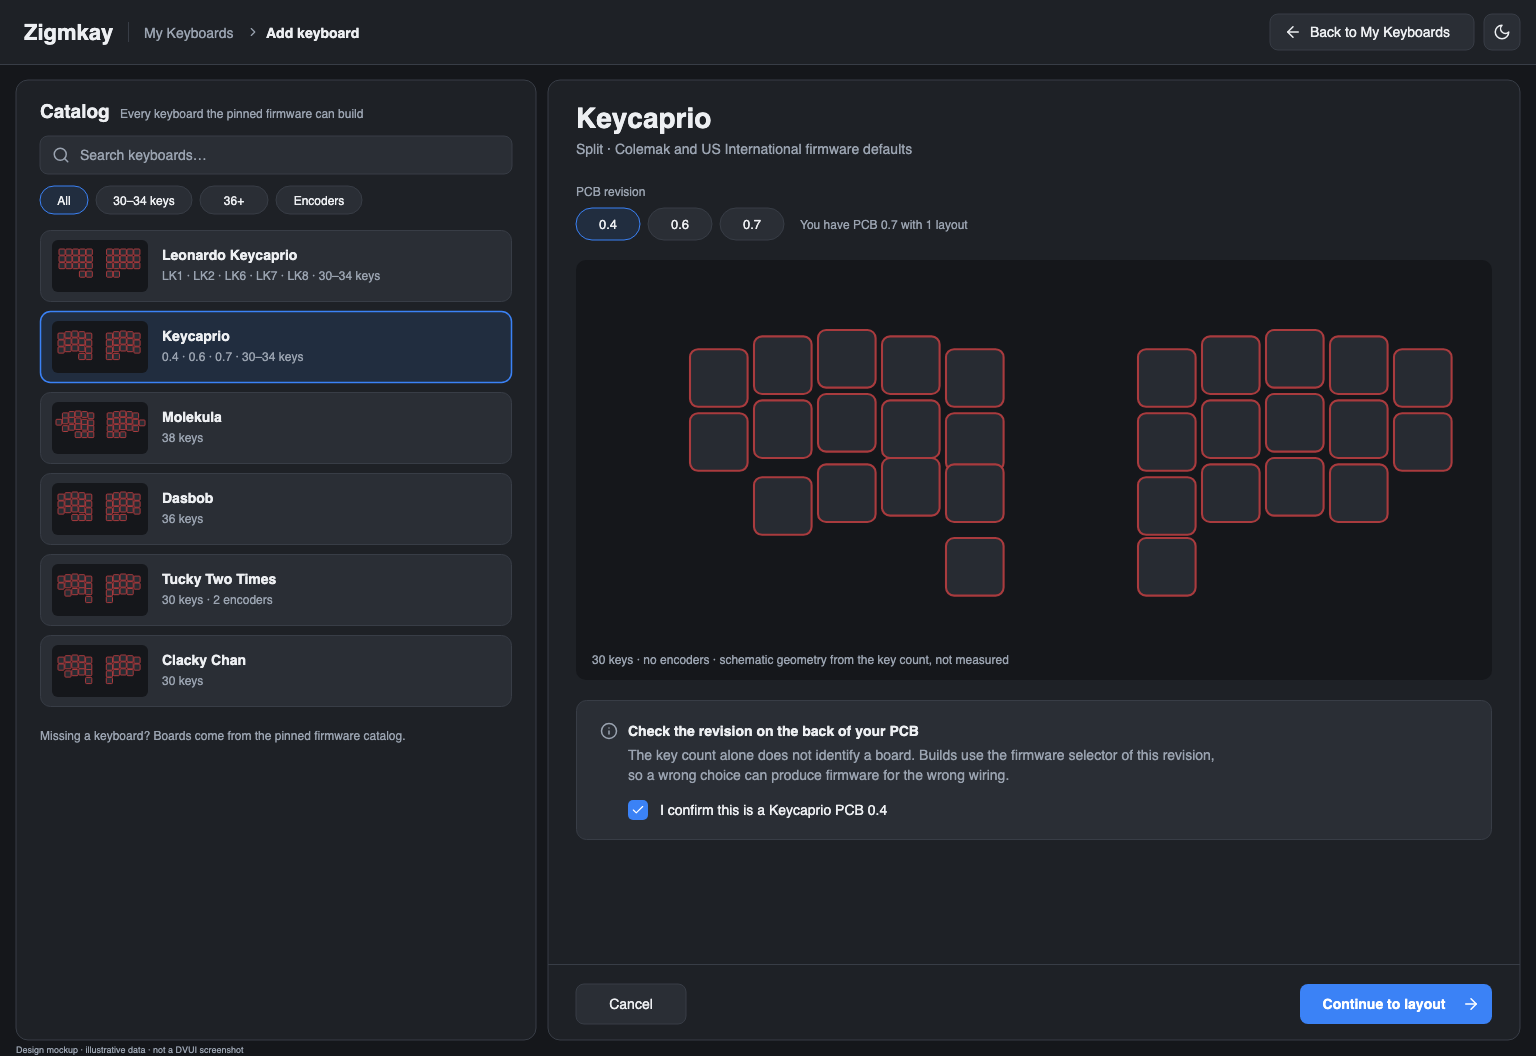 Zigmkay
My Keyboards
Add keyboard
Back to My Keyboards
Catalog
Every keyboard the pinned firmware can build
Search keyboards...
All
30–34 keys
36+
Encoders
Leonardo Keycaprio
LK1 · LK2 · LK6 · LK7 · LK8 · 30–34 keys
Keycaprio
0.4 · 0.6 · 0.7 · 30–34 keys
Molekula
38 keys
Dasbob
36 keys
Tucky Two Times
30 keys · 2 encoders
Clacky Chan
30 keys
Missing a keyboard? Boards come from the pinned firmware catalog.
Keycaprio
Split · Colemak and US International firmware defaults
PCB revision
0.4
0.6
0.7
You have PCB 0.7 with 1 layout
30 keys · no encoders · schematic geometry from the key count, not measured
Check the revision on the back of your PCB
The key count alone does not identify a board. Builds use the firmware selector of this revision,
so a wrong choice can produce firmware for the wrong wiring.
I confirm this is a Keycaprio PCB 0.4
Cancel
Continue to layout
Design mockup · illustrative data · not a DVUI screenshot